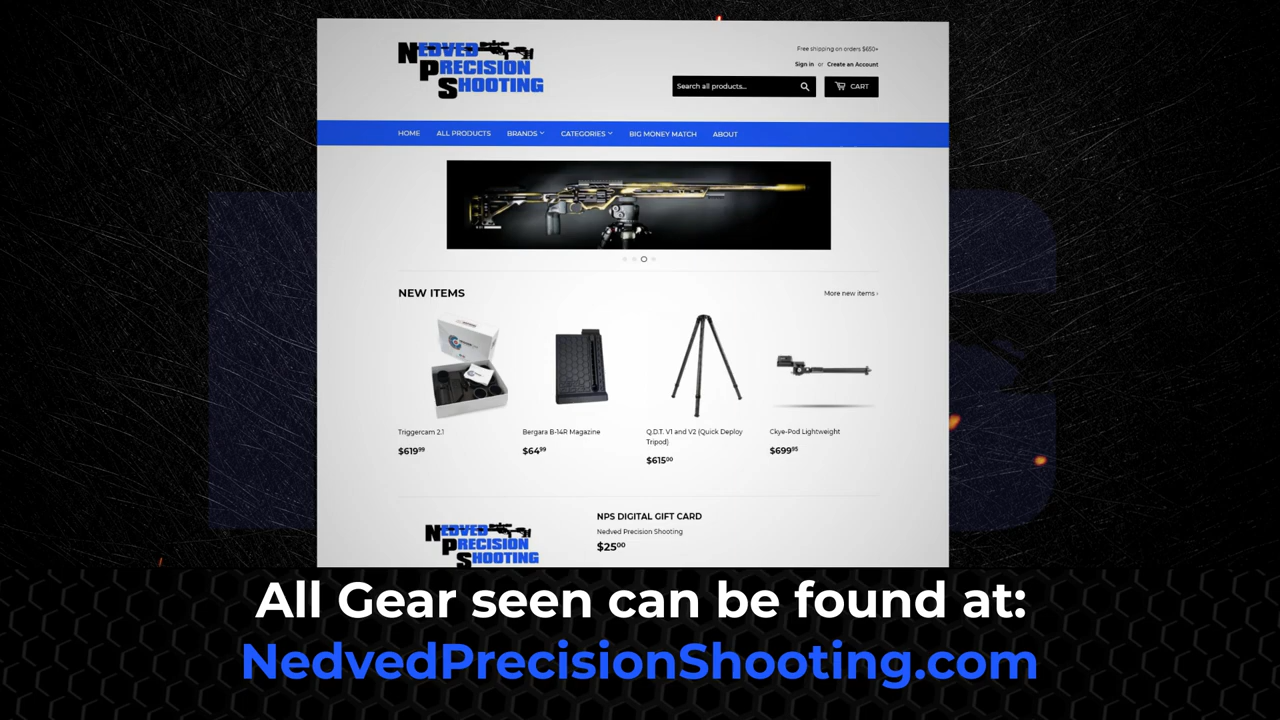 NEDVED
PRECISION
SHOOTING
Free shipping on orders $650+
Sign in or Create an Account
Search all products...
CART
HOME ALL PRODUCTS BRANDS CATEGORIES BIG MONEY MATCH ABOUT
NEW ITEMS
More new items ›
Triggercam 2.1
Bergara B-14R Magazine
Q.D.T. V1 and V2 (Quick Deploy
Tripod)
Ckye-Pod Lightweight
$619.99
$64.99
$615.00
$699.95
NEDVED
PRECISION
SHOOTING
NPS DIGITAL GIFT CARD
Nedved Precision Shooting
$25.00
All Gear seen can be found at:
NedvedPrecisionShooting.com